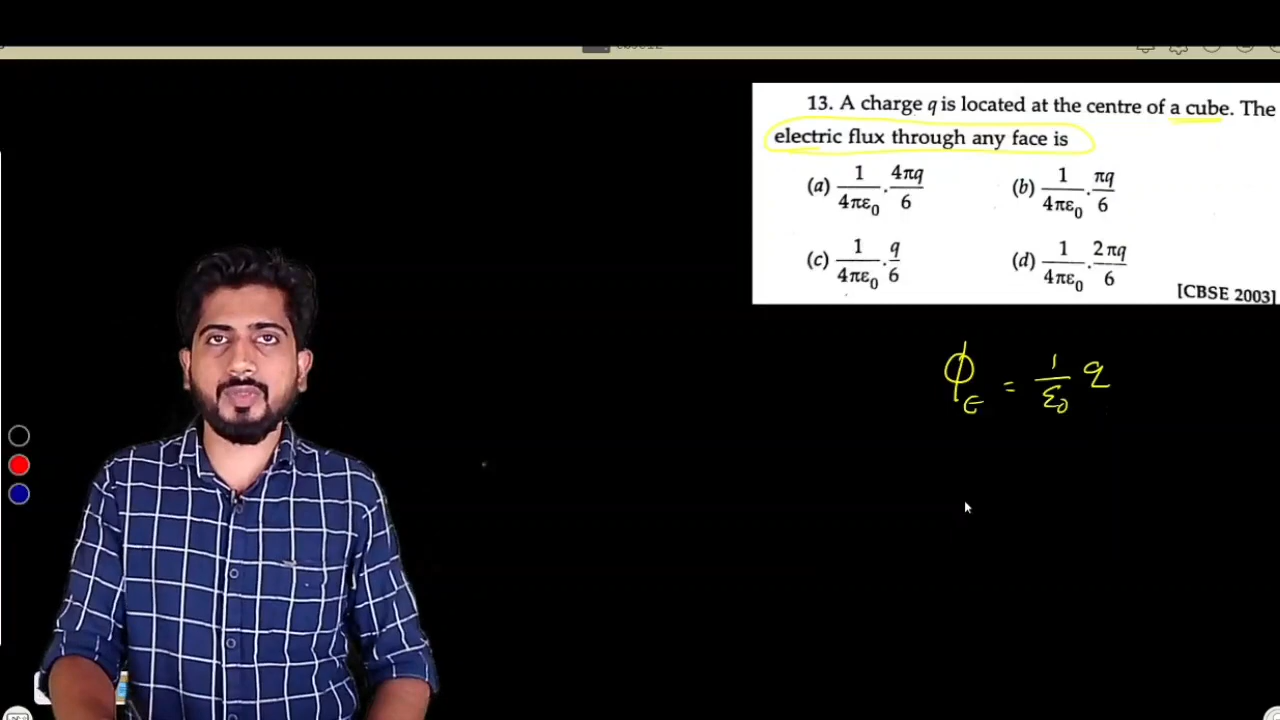 13. A charge q is located at the centre of a cube. The
electric flux through any face is
(a) 1/4πε₀ . 4πq/6 (b) 1/4πε₀ . πq/6
(c) 1/4πε₀ . q/6 (d) 1/4πε₀ . 2πq/6
[CBSE 2003]
ϕ_E = 1/ε₀ q